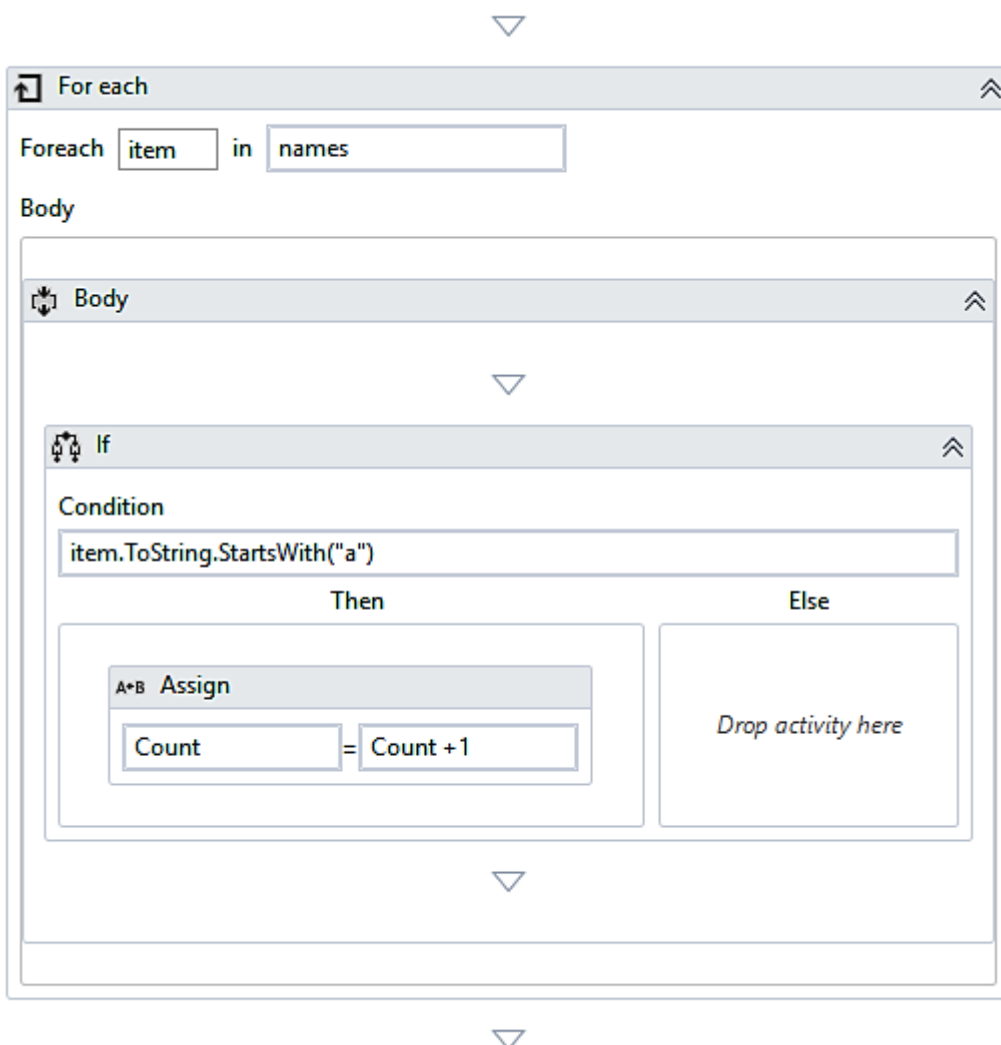 For each
Foreach item in names
Body
Body
If
Condition
item.ToString.StartsWith("a")
Then Else
A+B Assign
Drop activity here
Count = Count +1